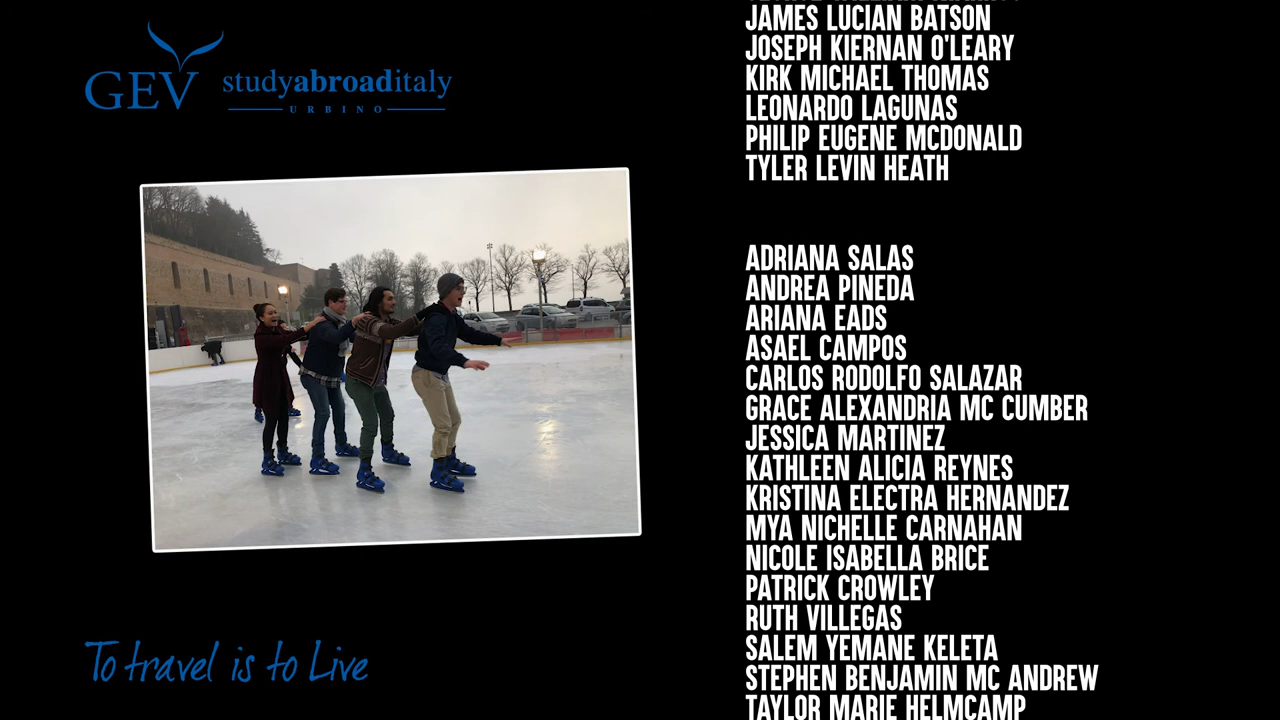 GEV studyabroaditaly
URBINO
To travel is to Live
JAMES LUCIAN BATSON
JOSEPH KIERNAN O'LEARY
KIRK MICHAEL THOMAS
LEONARDO LAGUNAS
PHILIP EUGENE MCDONALD
TYLER LEVIN HEATH
ADRIANA SALAS
ANDREA PINEDA
ARIANA EADS
ASAEL CAMPOS
CARLOS RODOLFO SALAZAR
GRACE ALEXANDRIA MC CUMBER
JESSICA MARTINEZ
KATHLEEN ALICIA REYNES
KRISTINA ELECTRA HERNANDEZ
MYA NICHELLE CARNAHAN
NICOLE ISABELLA BRICE
PATRICK CROWLEY
RUTH VILLEGAS
SALEM YEMANE KELETA
STEPHEN BENJAMIN MC ANDREW
TAYLOR MARIE HELMCAMP